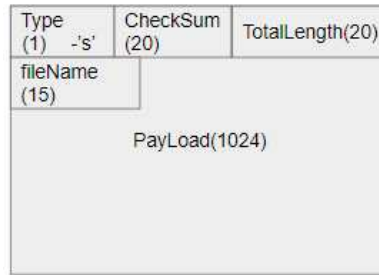 Type
(1) -'s'
CheckSum
(20)
TotalLength(20)
fileName
(15)
PayLoad(1024)